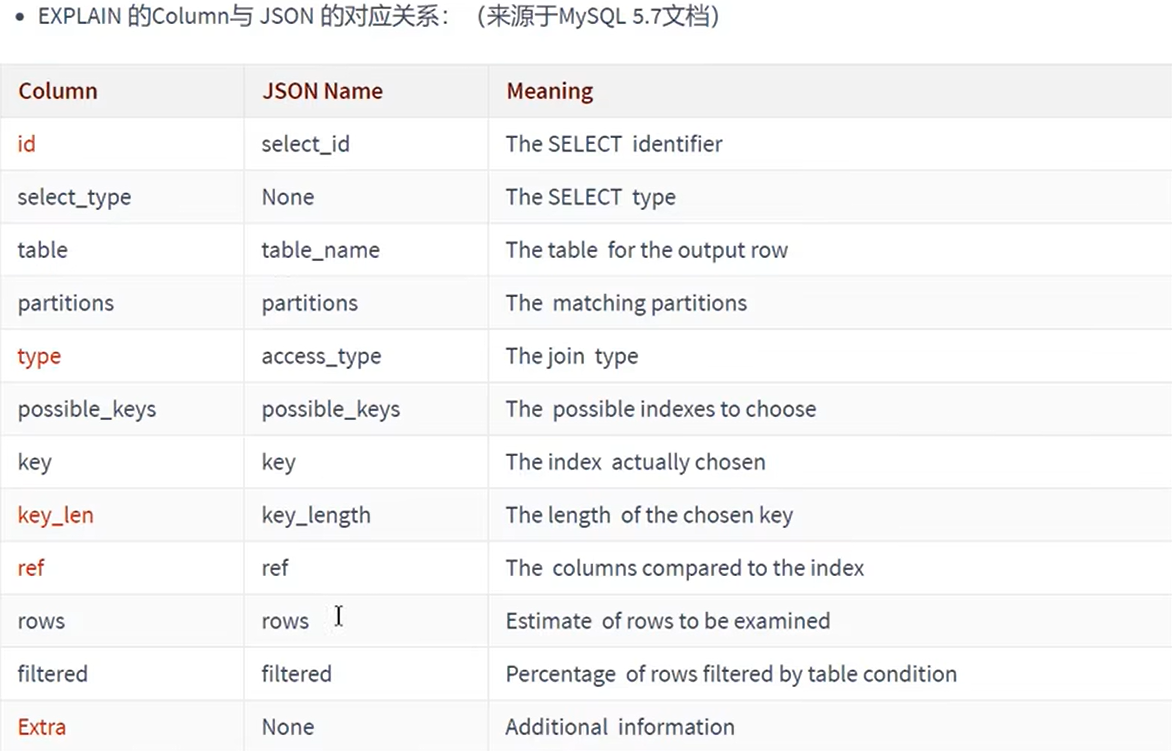 • EXPLAIN 的Column与 JSON 的对应关系： （来源于MySQL 5.7文档）
Column JSON Name Meaning
id select_id The SELECT identifier
select_type None The SELECT type
table table_name The table for the output row
partitions partitions The matching partitions
type access_type The join type
possible_keys possible_keys The possible indexes to choose
key key The index actually chosen
key_len key_length The length of the chosen key
ref ref The columns compared to the index
rows rows Estimate of rows to be examined
filtered filtered Percentage of rows filtered by table condition
Extra None Additional information